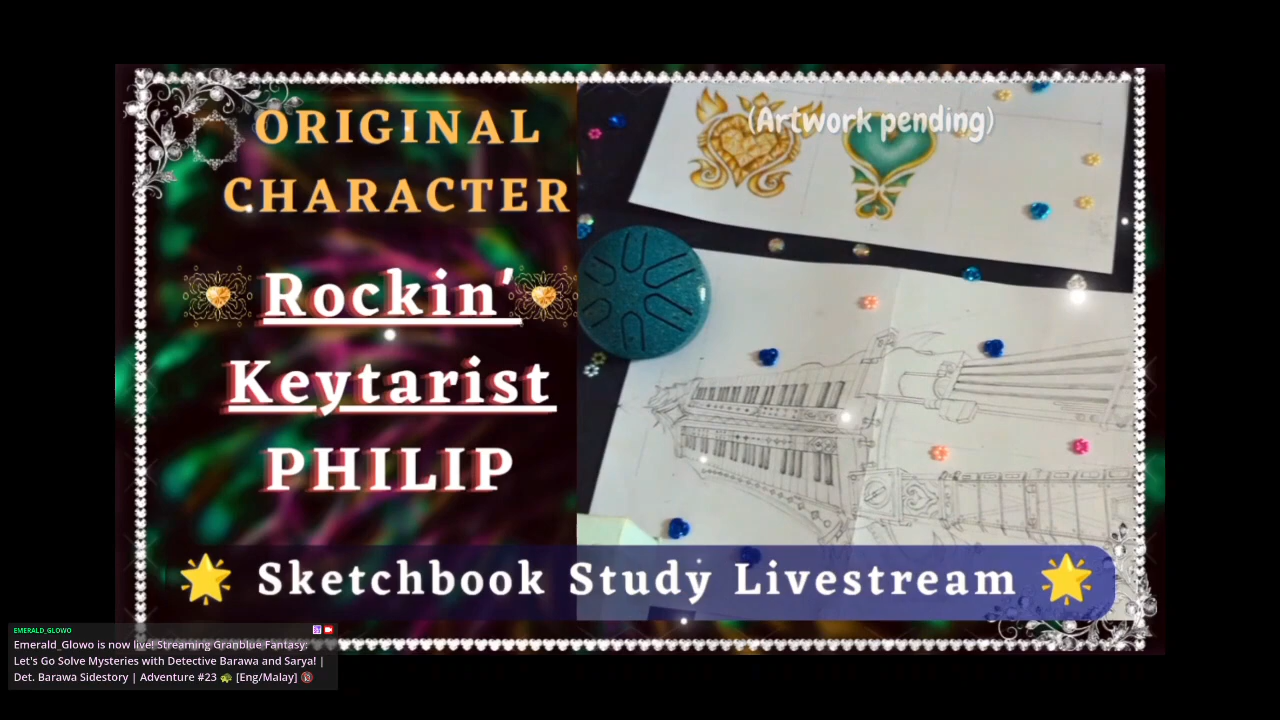 ORIGINAL
CHARACTER
(Artwork pending)
Rockin'
Keytarist
PHILIP
🌟 Sketchbook Study Livestream 🌟
EMERALD_GLOWO
Emerald_Glowo is now live! Streaming Granblue Fantasy:
Let's Go Solve Mysteries with Detective Barawa and Sarya! |
Det. Barawa Sidestory | Adventure #23 🐢 [Eng/Malay] 🔞